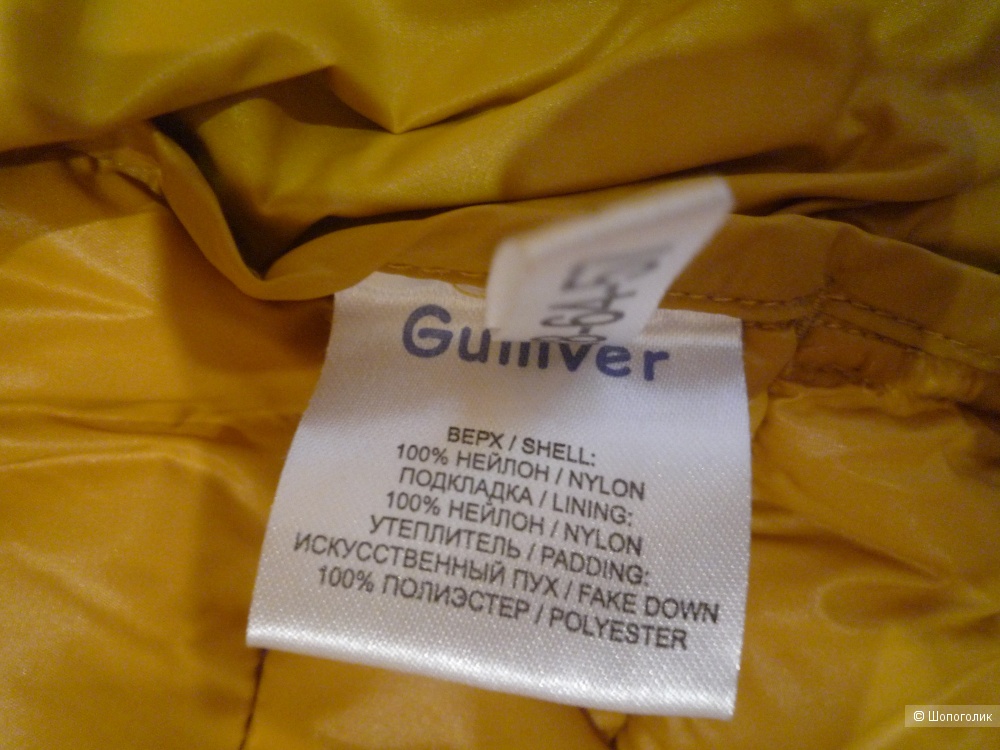 Gulliver
ВЕРХ / SHELL:
100% НЕЙЛОН / NYLON
ПОДКЛАДКА / LINING:
100% НЕЙЛОН / NYLON
УТЕПЛИТЕЛЬ / PADDING:
ИСКУССТВЕННЫЙ ПУХ / FAKE DOWN
100% ПОЛИЭСТЕР / POLYESTER
© Шопоголик